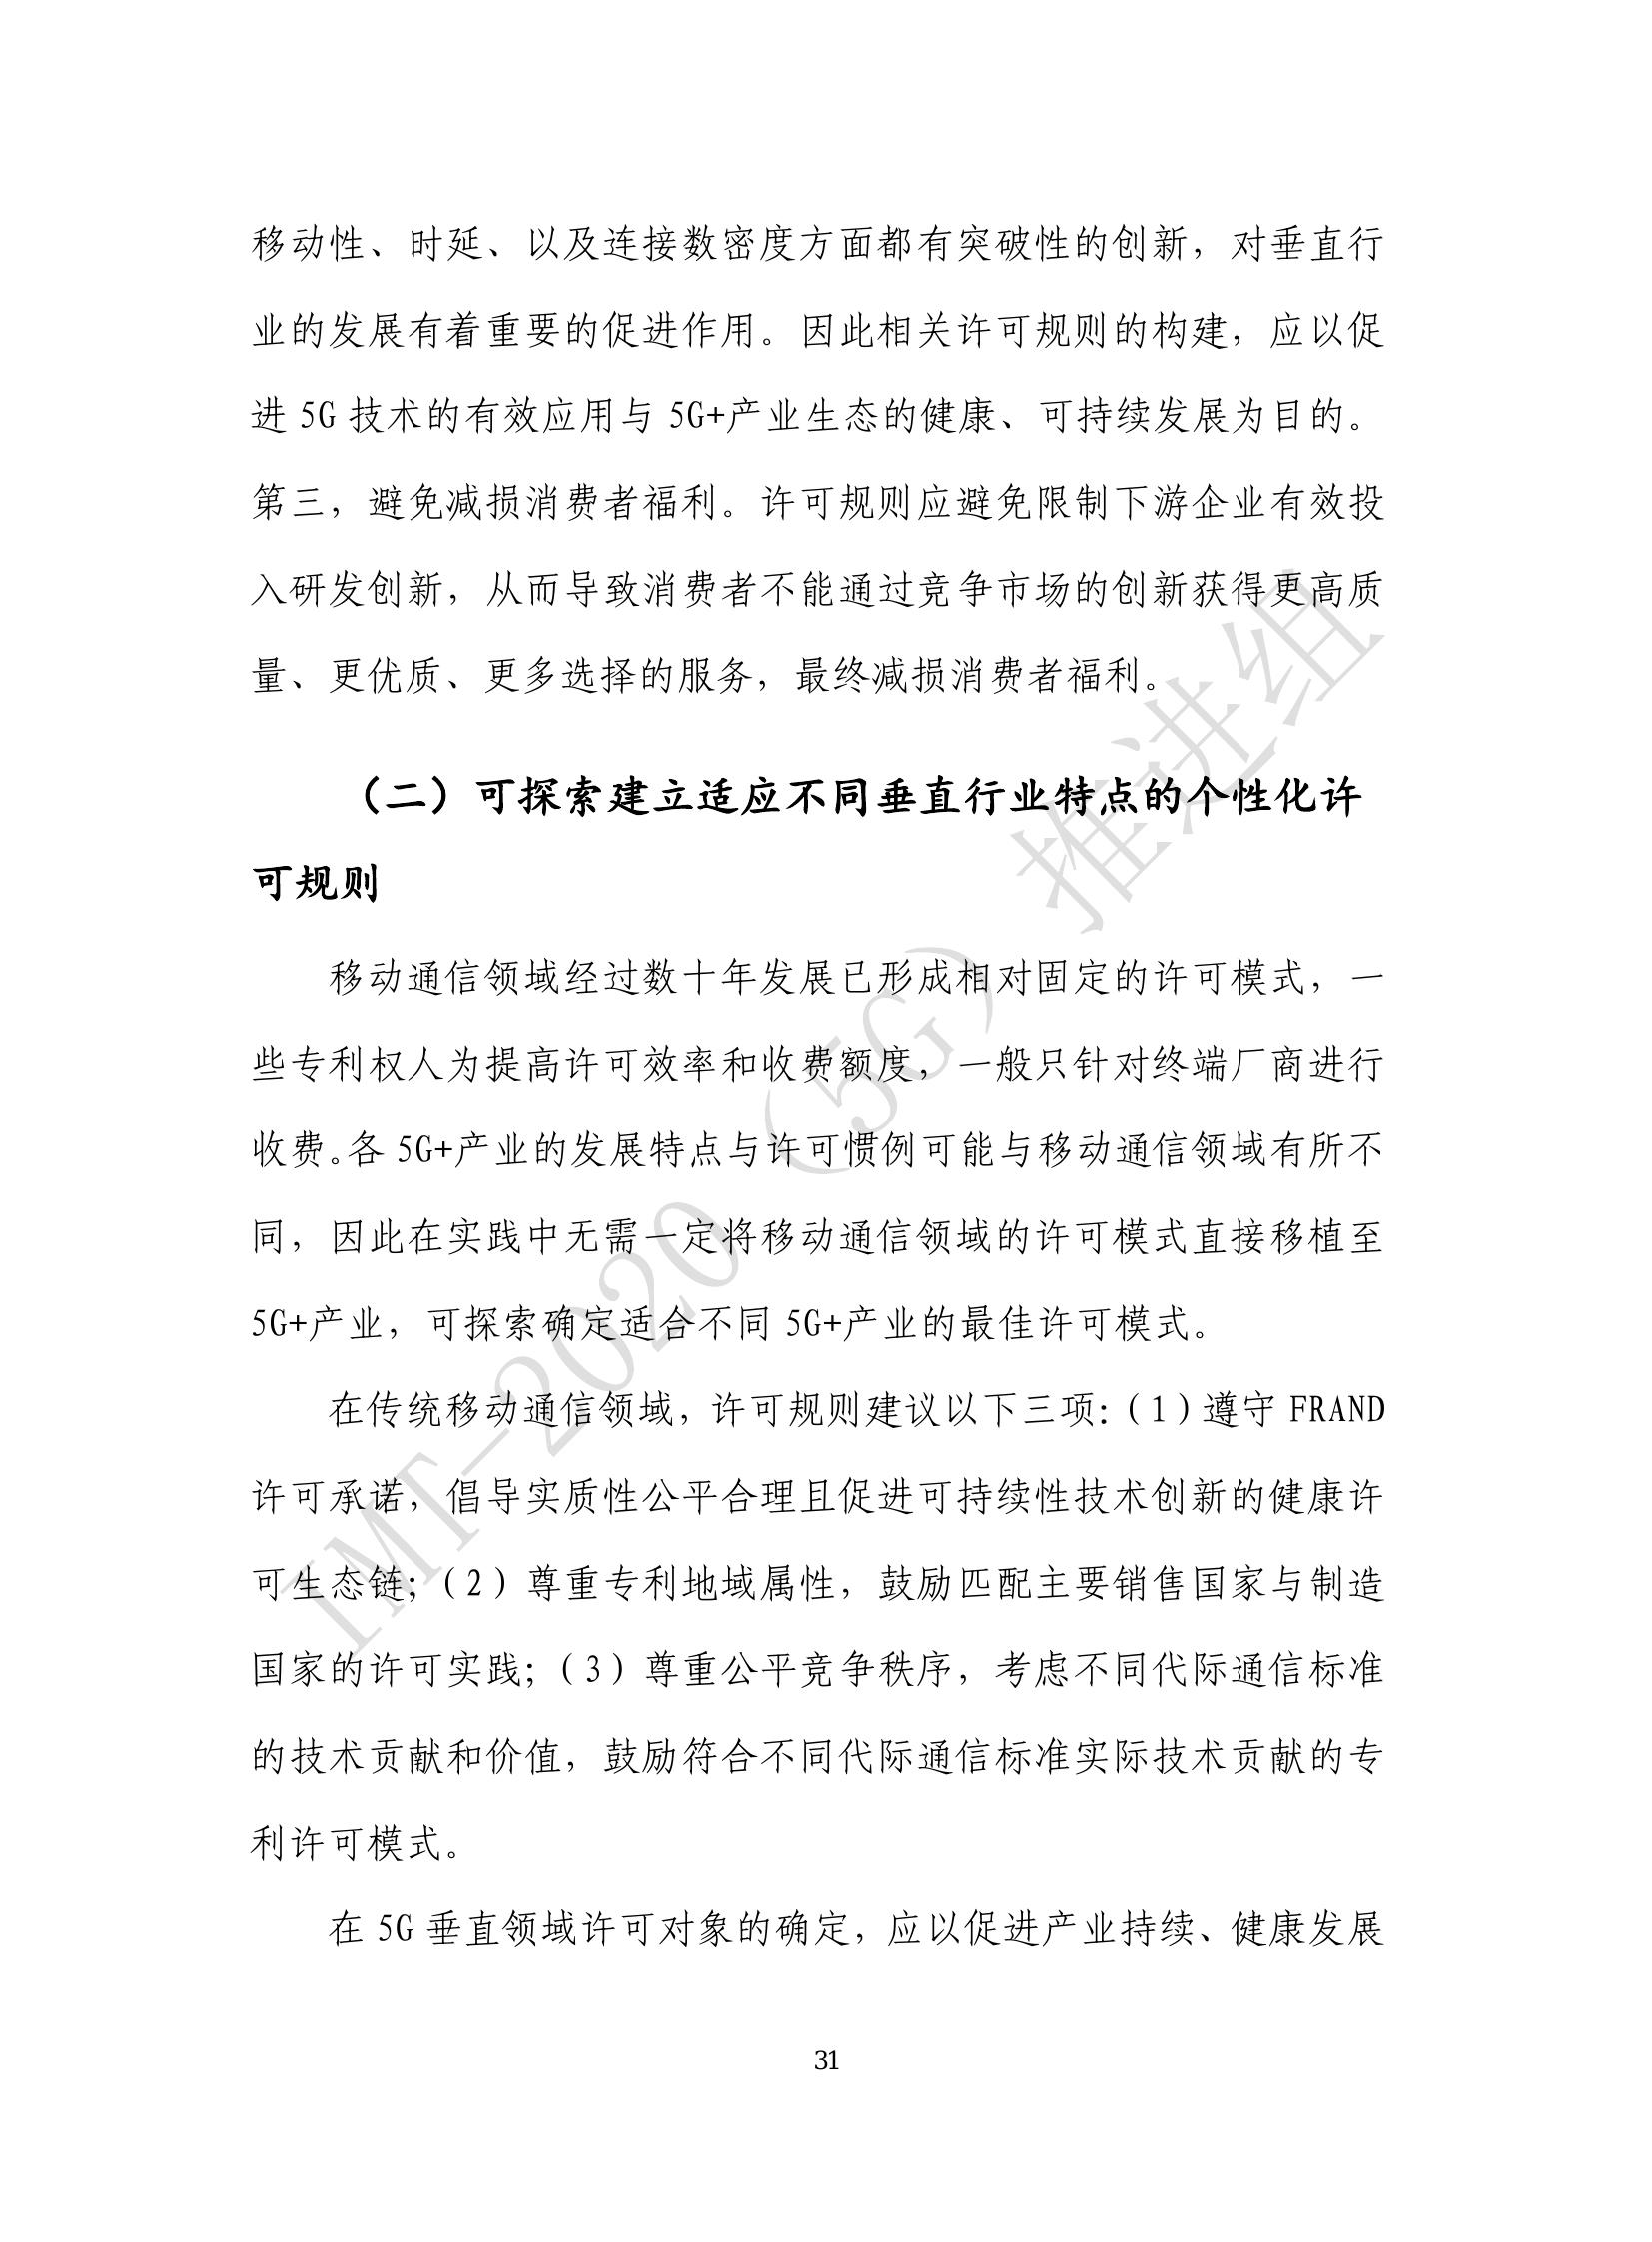 移动性、时延、以及连接数密度方面都有突破性的创新，对垂直行
业的发展有着重要的促进作用。因此相关许可规则的构建，应以促
进 5G 技术的有效应用与 5G+产业生态的健康、可持续发展为目的。
第三，避免减损消费者福利。许可规则应避免限制下游企业有效投
入研发创新，从而导致消费者不能通过竞争市场的创新获得更高质
量、更优质、更多选择的服务，最终减损消费者福利。
（二）可探索建立适应不同垂直行业特点的个性化许
可规则
移动通信领域经过数十年发展已形成相对固定的许可模式，一
些专利权人为提高许可效率和收费额度，一般只针对终端厂商进行
收费。各 5G+产业的发展特点与许可惯例可能与移动通信领域有所不
同，因此在实践中无需一定将移动通信领域的许可模式直接移植至
5G+产业，可探索确定适合不同 5G+产业的最佳许可模式。
在传统移动通信领域，许可规则建议以下三项：（1）遵守 FRAND
许可承诺，倡导实质性公平合理且促进可持续性技术创新的健康许
可生态链；（2）尊重专利地域属性，鼓励匹配主要销售国家与制造
国家的许可实践；（3）尊重公平竞争秩序，考虑不同代际通信标准
的技术贡献和价值，鼓励符合不同代际通信标准实际技术贡献的专
利许可模式。
在 5G 垂直领域许可对象的确定，应以促进产业持续、健康发展
31
IMT-2020（5G）推进组